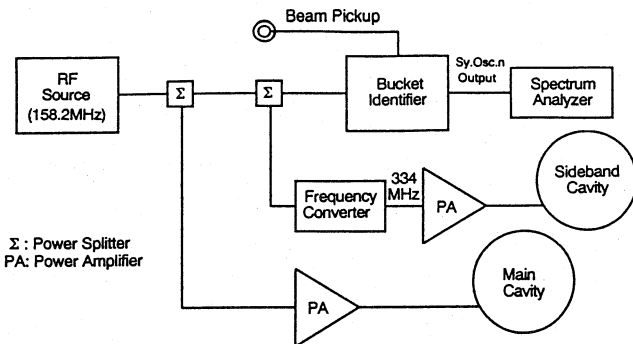 Beam Pickup
RF
Source
(158.2MHz)
Σ
Σ
Bucket
Identifier
Sy.Osc.n
Output
Spectrum
Analyzer
Frequency
Converter
334
MHz
PA
Sideband
Cavity
Σ : Power Splitter
PA: Power Amplifier
PA
Main
Cavity